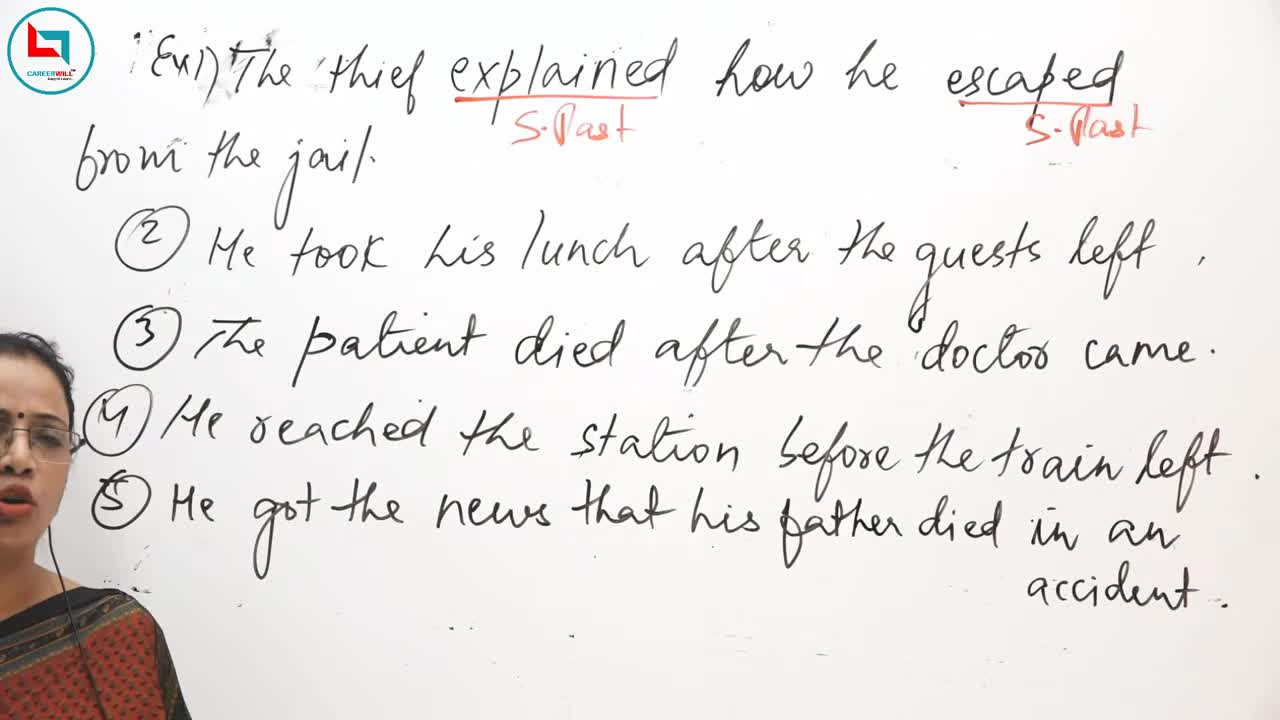 CAREERWILL
Ex1) The thief explained how he escaped
S. Past S. Past
from the jail.
② He took his lunch after the guests left.
③ The patient died after the doctor came.
④ He reached the station before the train left.
⑤ He got the news that his father died in an
accident.